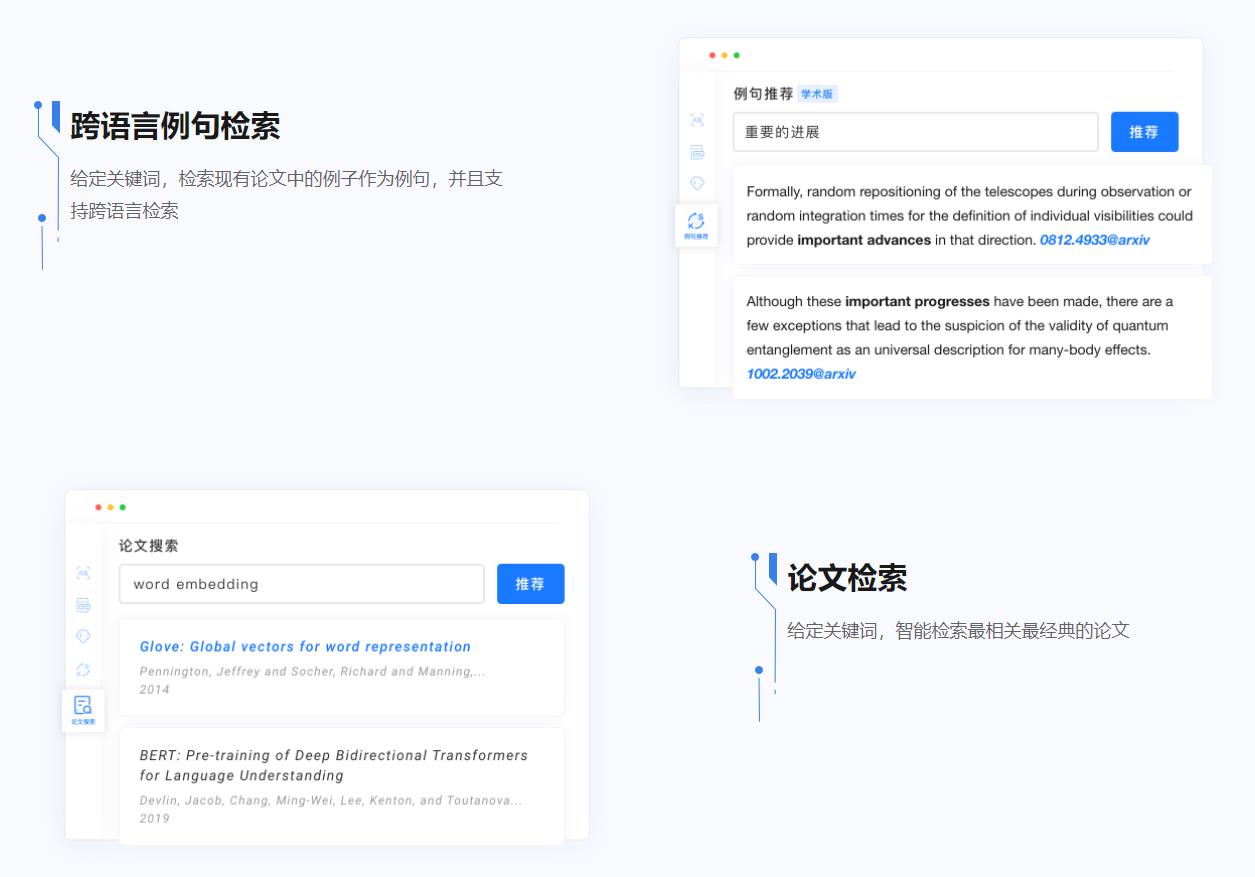 跨语言例句检索
给定关键词，检索现有论文中的例子作为例句，并且支
持跨语言检索
例句推荐 学术版
重要的进展 推荐
Formally, random repositioning of the telescopes during observation or
random integration times for the definition of individual visibilities could
provide important advances in that direction. 0812.4933@arxiv
例句推荐
Although these important progresses have been made, there are a
few exceptions that lead to the suspicion of the validity of quantum
entanglement as an universal description for many-body effects.
1002.2039@arxiv
论文搜索
word embedding 推荐
Glove: Global vectors for word representation
Pennington, Jeffrey and Socher, Richard and Manning,...
2014
论文搜索
BERT: Pre-training of Deep Bidirectional Transformers
for Language Understanding
Devlin, Jacob, Chang, Ming-Wei, Lee, Kenton, and Toutanova...
2019
论文检索
给定关键词，智能检索最相关最经典的论文